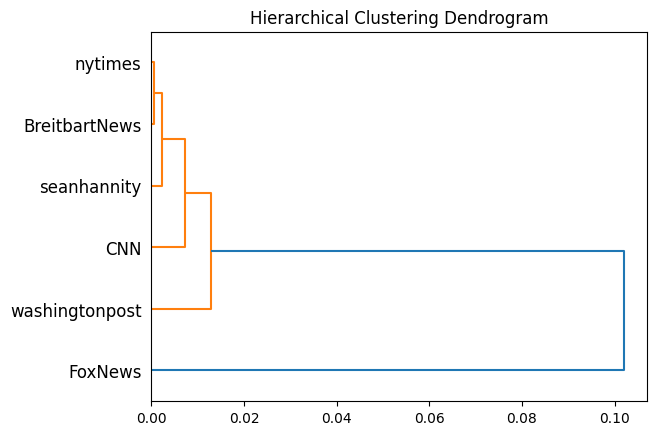 Hierarchical Clustering Dendrogram
nytimes
BreitbartNews
seanhannity
CNN
washingtonpost
FoxNews
0.00 0.02 0.04 0.06 0.08 0.10